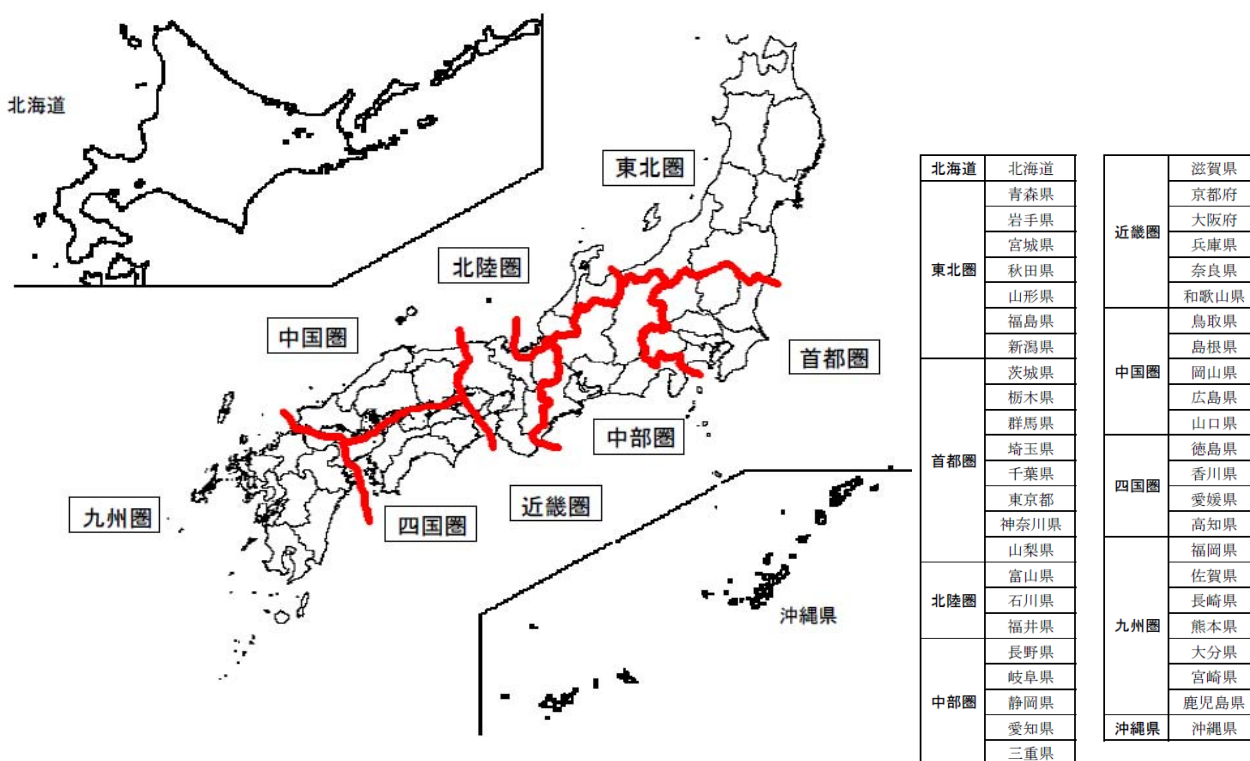 北海道
東北圏
北陸圏
中国圏
首都圏
中部圏
近畿圏
四国圏
九州圏
沖縄県
北海道 北海道
東北圏 青森県
岩手県
宮城県
秋田県
山形県
福島県
新潟県
首都圏 茨城県
栃木県
群馬県
埼玉県
千葉県
東京都
神奈川県
山梨県
北陸圏 富山県
石川県
福井県
中部圏 長野県
岐阜県
静岡県
愛知県
三重県
近畿圏 滋賀県
京都府
大阪府
兵庫県
奈良県
和歌山県
中国圏 鳥取県
島根県
岡山県
広島県
山口県
四国圏 徳島県
香川県
愛媛県
高知県
九州圏 福岡県
佐賀県
長崎県
熊本県
大分県
宮崎県
鹿児島県
沖縄県 沖縄県